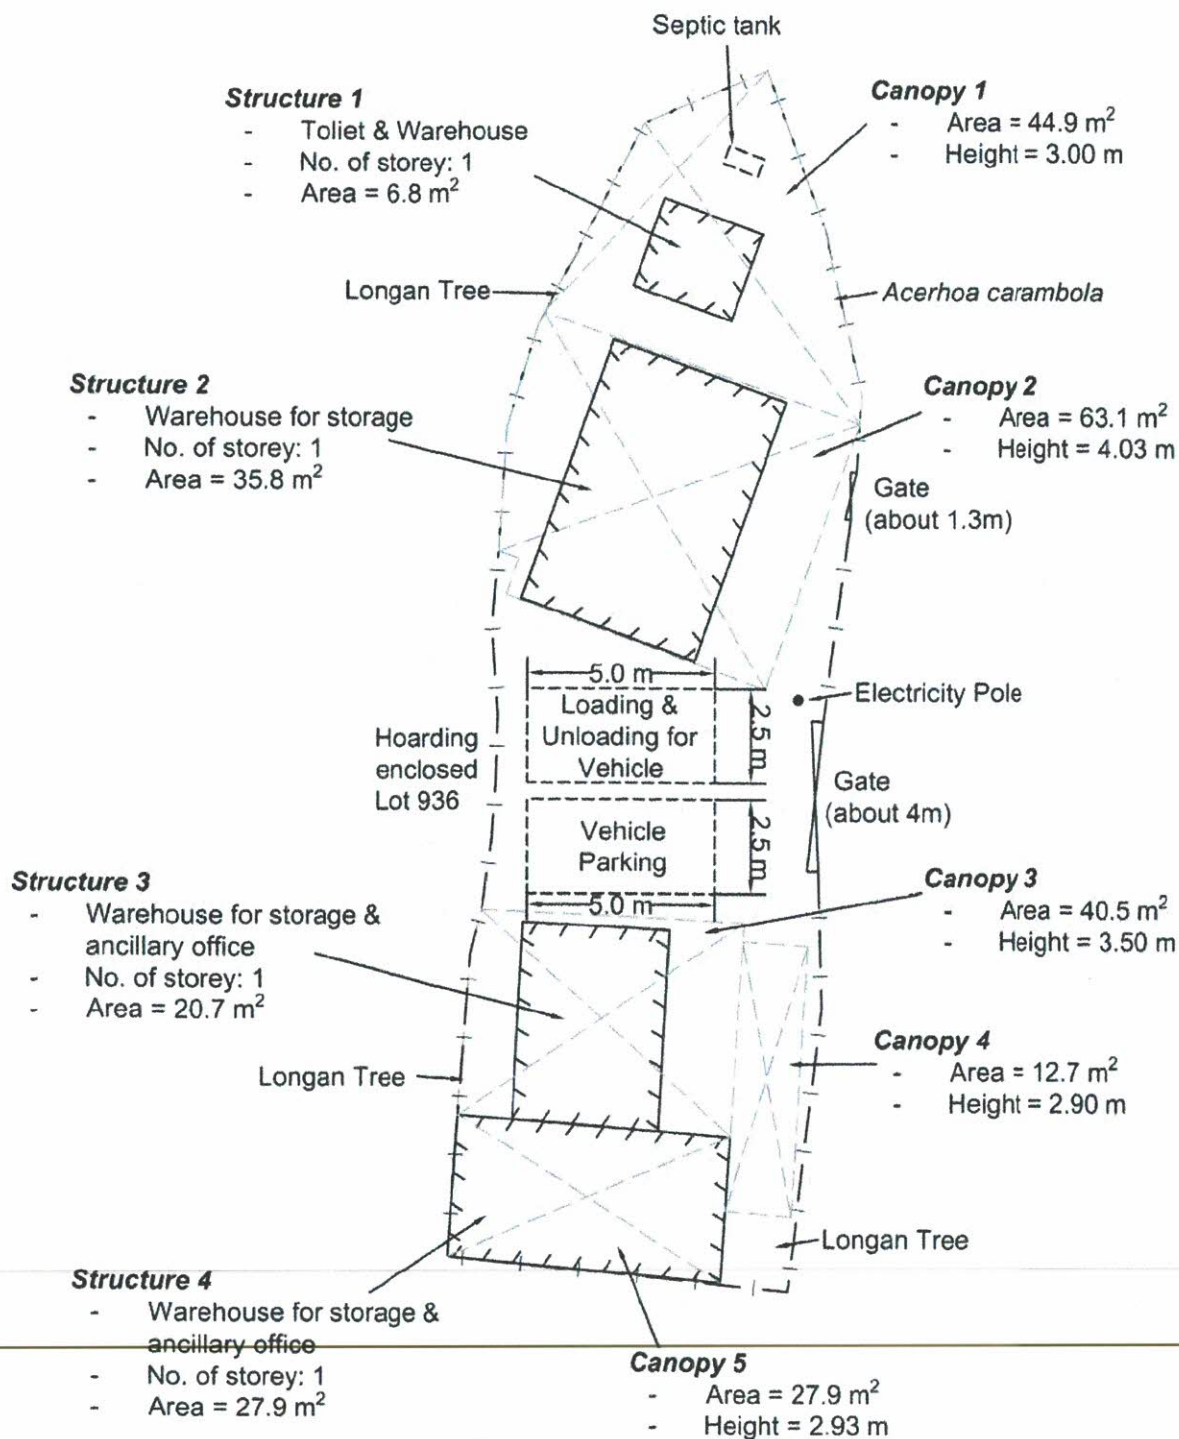 Septic tank
Structure 1
- Toliet & Warehouse
- No. of storey: 1
- Area = 6.8 m²
Canopy 1
- Area = 44.9 m²
- Height = 3.00 m
Longan Tree
Acerhoa carambola
Structure 2
- Warehouse for storage
- No. of storey: 1
- Area = 35.8 m²
Canopy 2
- Area = 63.1 m²
- Height = 4.03 m
Gate
(about 1.3m)
5.0 m
Loading &
Unloading for
Vehicle
2.5 m
Electricity Pole
Hoarding
enclosed
Lot 936
Gate
(about 4m)
Vehicle
Parking
2.5 m
5.0 m
Structure 3
- Warehouse for storage &
ancillary office
- No. of storey: 1
- Area = 20.7 m²
Canopy 3
- Area = 40.5 m²
- Height = 3.50 m
Longan Tree
Canopy 4
- Area = 12.7 m²
- Height = 2.90 m
Longan Tree
Structure 4
- Warehouse for storage &
ancillary office
- No. of storey: 1
- Area = 27.9 m²
Canopy 5
- Area = 27.9 m²
- Height = 2.93 m